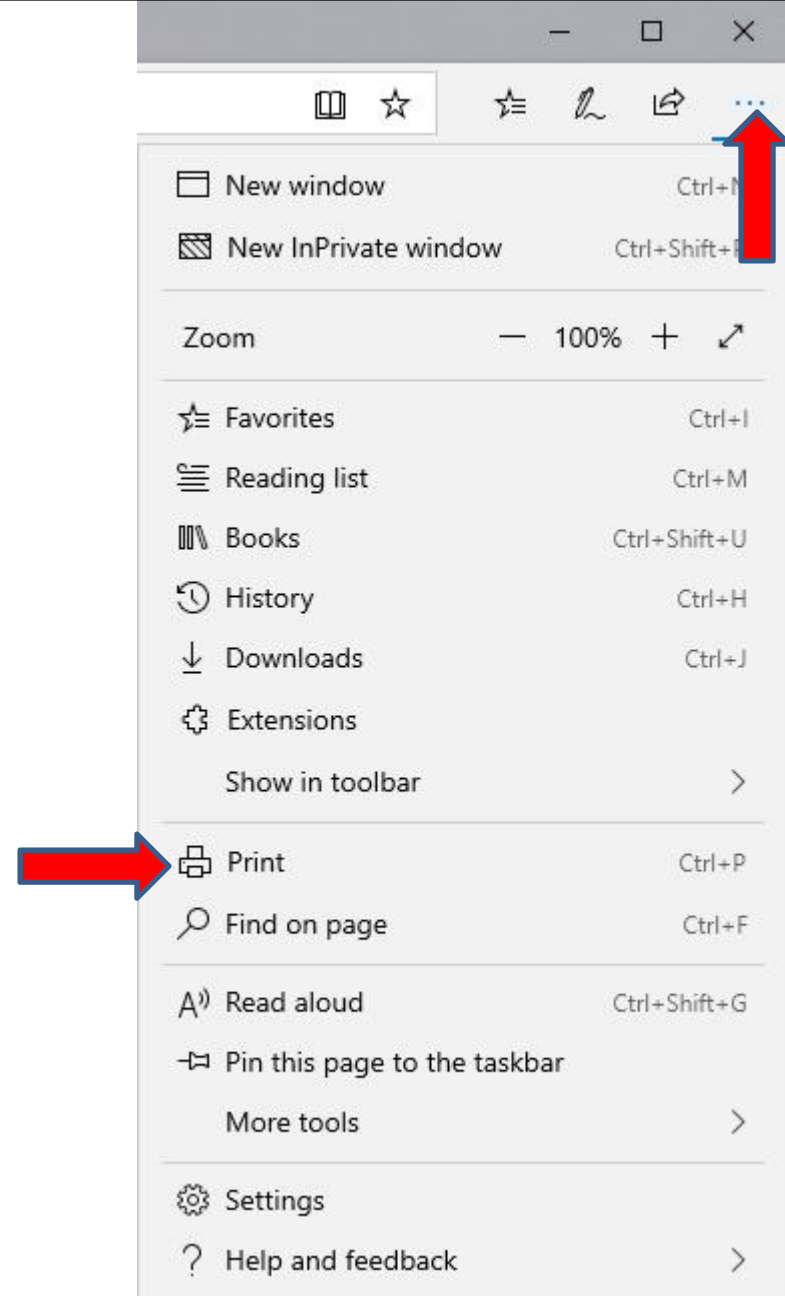 New window Ctrl+N
New InPrivate window Ctrl+Shift+P
Zoom — 100% +
Favorites Ctrl+I
Reading list Ctrl+M
Books Ctrl+Shift+U
History Ctrl+H
Downloads Ctrl+J
Extensions
Show in toolbar
Print Ctrl+P
Find on page Ctrl+F
Read aloud Ctrl+Shift+G
Pin this page to the taskbar
More tools
Settings
? Help and feedback